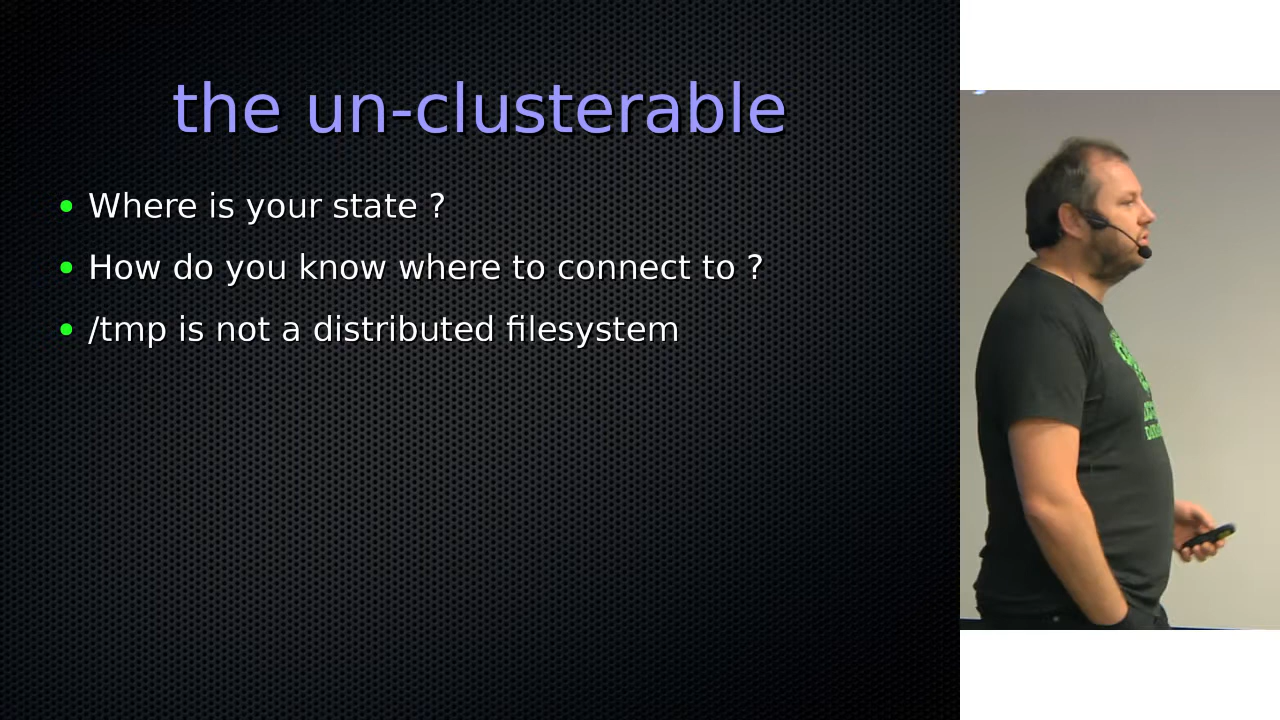 the un-clusterable
Where is your state ?
How do you know where to connect to ?
/tmp is not a distributed filesystem